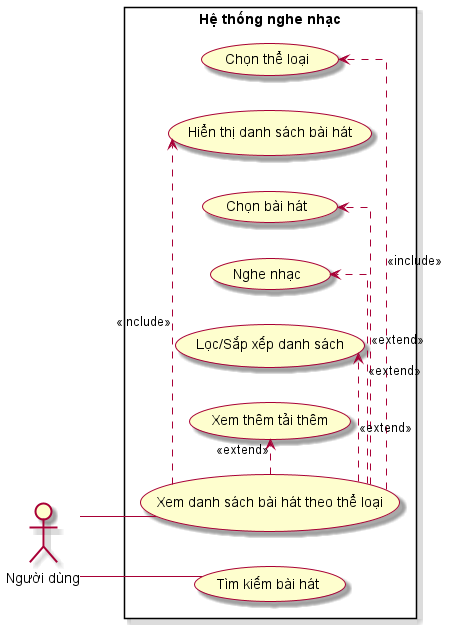 Hệ thống nghe nhạc
Chọn thể loại
Hiển thị danh sách bài hát
Chọn bài hát
«include»
Nghe nhạc
«include»
Lọc/Sắp xếp danh sách
«extend»
«extend»
Xem thêm tải thêm
«extend»
«extend»
Xem danh sách bài hát theo thể loại
Người dùng
Tìm kiếm bài hát